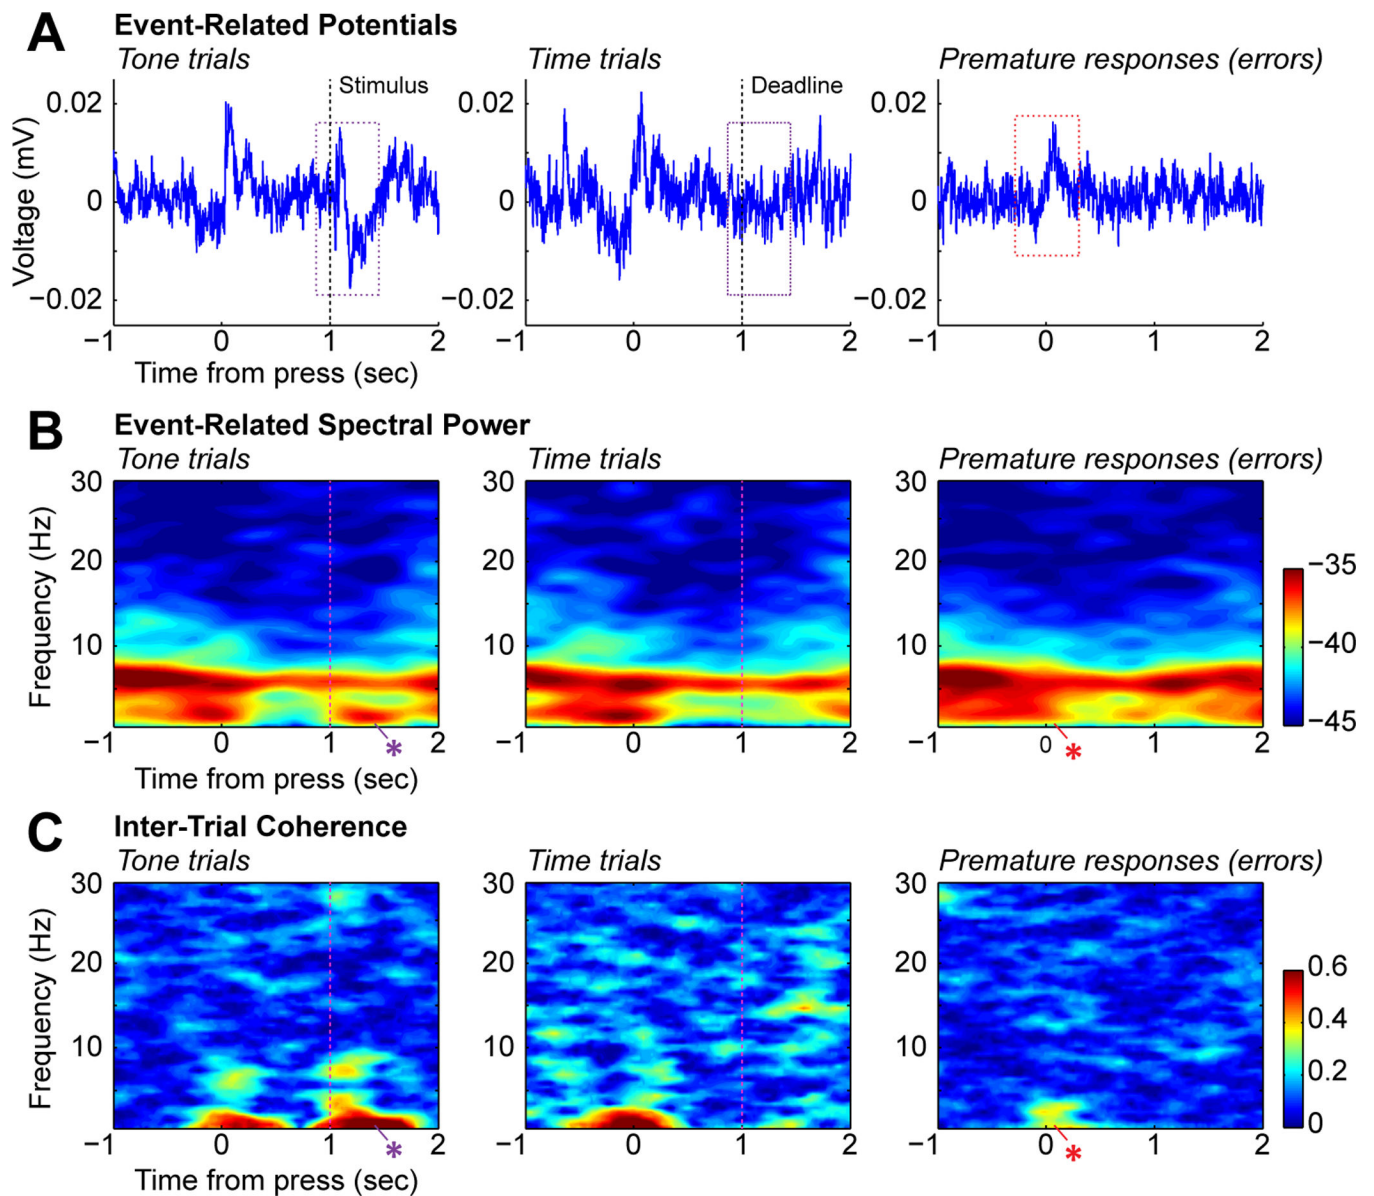 A Event-Related Potentials
Tone trials Time trials Premature responses (errors)
Stimulus Deadline
Voltage (mV)
0.02 0 −0.02
0.02 0 −0.02
0.02 0 −0.02
−1 0 1 2 −1 0 1 2 −1 0 1 2
Time from press (sec)
B Event-Related Spectral Power
Tone trials Time trials Premature responses (errors)
Frequency (Hz)
30 20 10
30 20 10
30 20 10
−35 −40 −45
−1 0 1 * 2 −1 0 1 2 −1 0 * 1 2
Time from press (sec)
C Inter-Trial Coherence
Tone trials Time trials Premature responses (errors)
Frequency (Hz)
30 20 10
30 20 10
30 20 10
0.6 0.4 0.2 0
−1 0 1 * 2 −1 0 1 2 −1 0 * 1 2
Time from press (sec)